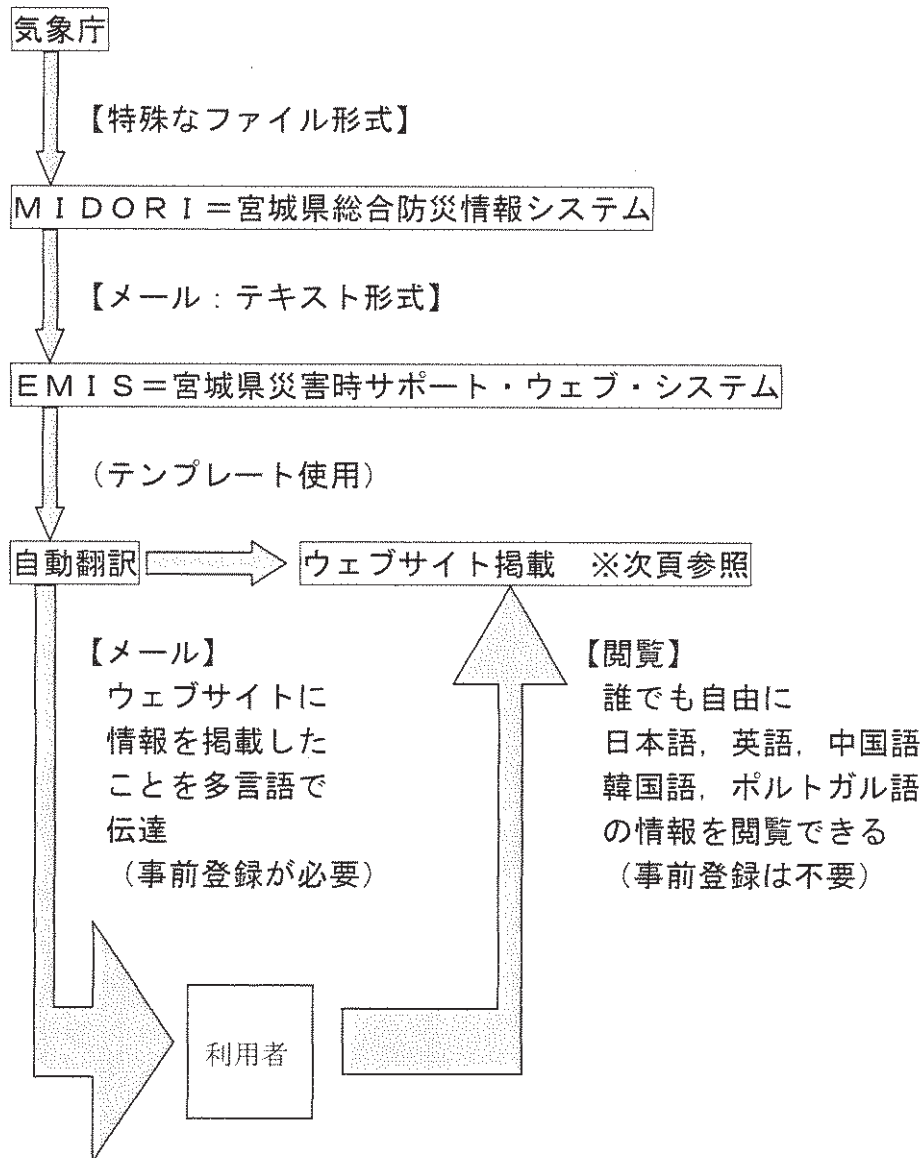 気象庁
【特殊なファイル形式】
ＭＩＤＯＲＩ＝宮城県総合防災情報システム
【メール：テキスト形式】
ＥＭＩＳ＝宮城県災害時サポート・ウェブ・システム
（テンプレート使用）
自動翻訳
ウェブサイト掲載　※次頁参照
【メール】
ウェブサイトに
情報を掲載した
ことを多言語で
伝達
（事前登録が必要）
【閲覧】
誰でも自由に
日本語，英語，中国語
韓国語，ポルトガル語
の情報を閲覧できる
（事前登録は不要）
利用者